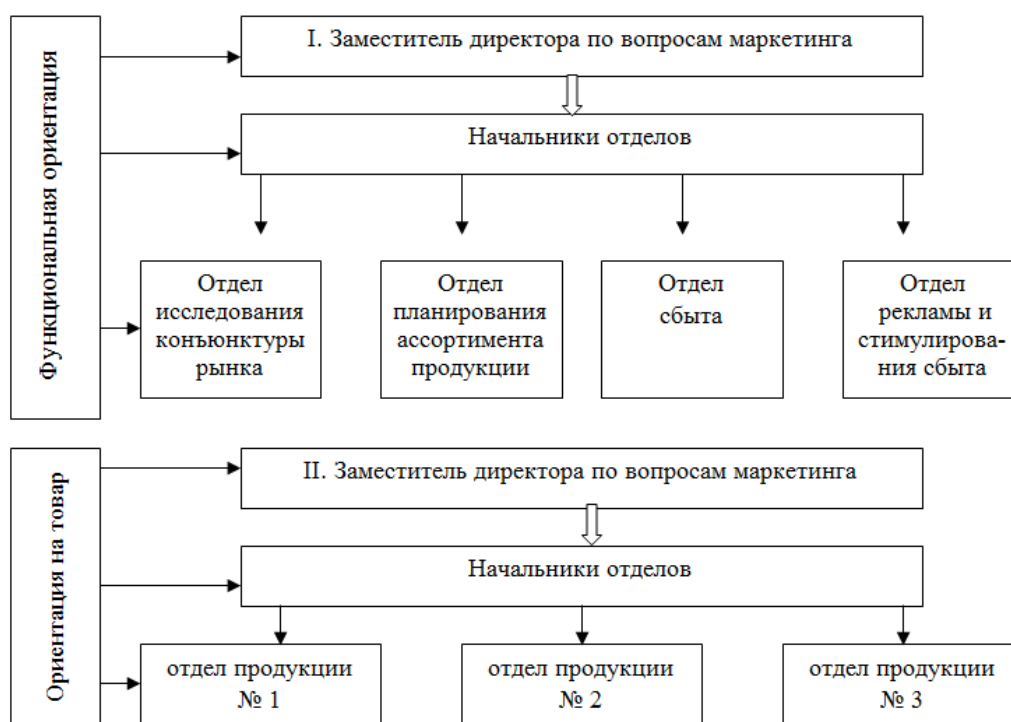 Функциональная ориентация
I. Заместитель директора по вопросам маркетинга
Начальники отделов
Отдел
исследования
конъюнктуры
рынка
Отдел
планирования
ассортимента
продукции
Отдел
сбыта
Отдел
рекламы и
стимулирова-
ния сбыта
Ориентация на товар
II. Заместитель директора по вопросам маркетинга
Начальники отделов
отдел продукции
№ 1
отдел продукции
№ 2
отдел продукции
№ 3